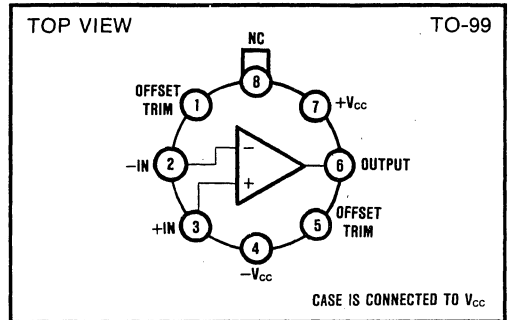 TOP VIEW TO-99
NC
8
OFFSET
TRIM
1
7
+Vcc
−IN
2
−
6
OUTPUT
+
+IN
3
5
OFFSET
TRIM
4
−Vcc
CASE IS CONNECTED TO Vcc